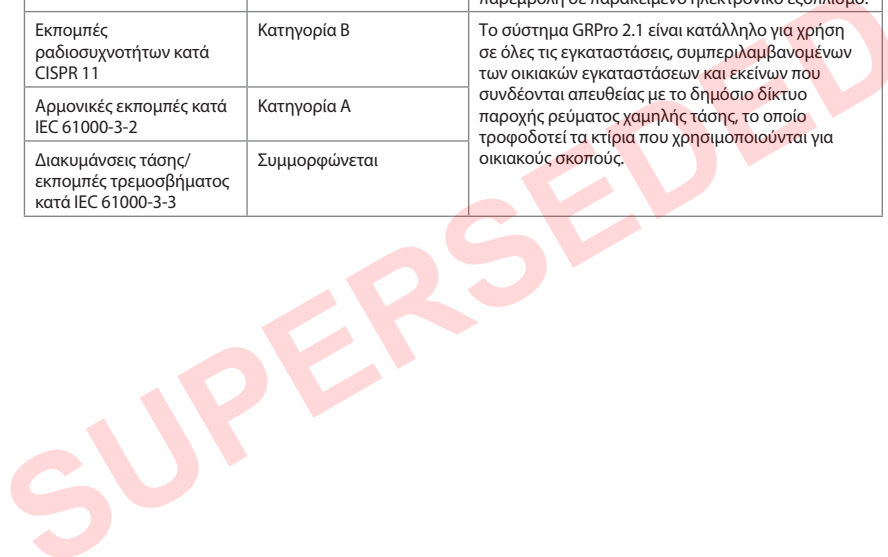 παρεμβολή σε παρακείμενο ηλεκτρονικό εξοπλισμό.
Εκπομπές
ραδιοσυχνοτήτων κατά
CISPR 11
Κατηγορία B
Το σύστημα GRPro 2.1 είναι κατάλληλο για χρήση
σε όλες τις εγκαταστάσεις, συμπεριλαμβανομένων
των οικιακών εγκαταστάσεων και εκείνων που
συνδέονται απευθείας με το δημόσιο δίκτυο
παροχής ρεύματος χαμηλής τάσης, το οποίο
τροφοδοτεί τα κτίρια που χρησιμοποιούνται για
οικιακούς σκοπούς.
Αρμονικές εκπομπές κατά
IEC 61000-3-2
Κατηγορία A
Διακυμάνσεις τάσης/
εκπομπές τρεμοσβήματος
κατά IEC 61000-3-3
Συμμορφώνεται
SUPERSEDED